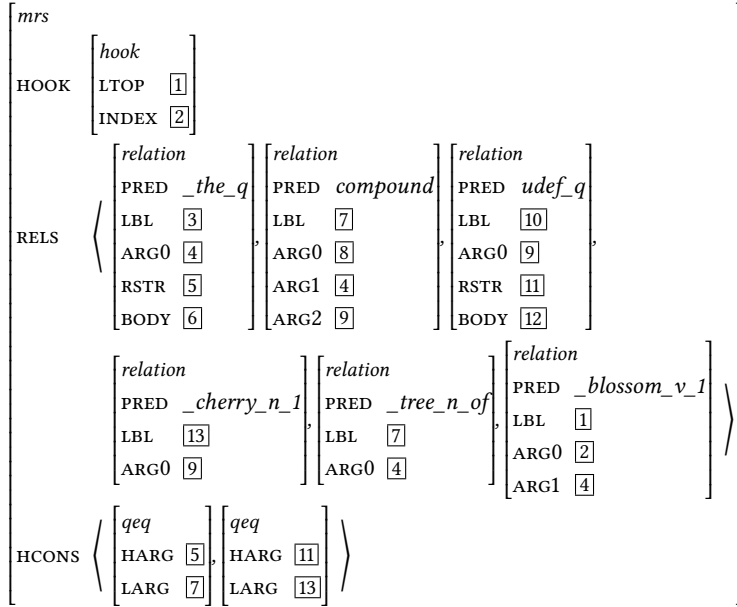 mrs
HOOK hook
LTOP 1
INDEX 2
RELS ⟨ relation relation relation
PRED _the_q , PRED compound , PRED udef_q ,
LBL 3 LBL 7 LBL 10
ARG0 4 ARG0 8 ARG0 9
RSTR 5 ARG1 4 RSTR 11
BODY 6 ARG2 9 BODY 12
relation relation relation
PRED _cherry_n_1 , PRED _tree_n_of , PRED _blossom_v_1 ⟩
LBL 13 LBL 7 LBL 1
ARG0 9 ARG0 4 ARG0 2
ARG1 4
HCONS ⟨ qeq , qeq ⟩
HARG 5 HARG 11
LARG 7 LARG 13